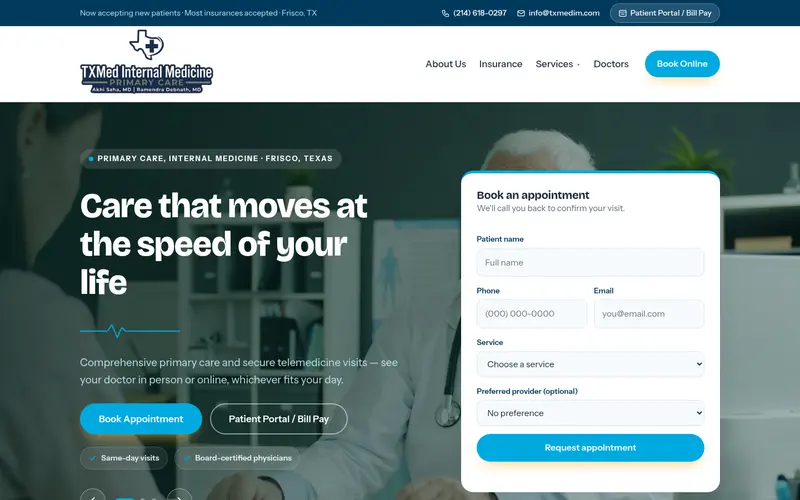 Now accepting new patients · Most insurances accepted · Frisco, TX
(214) 618-0297
info@txmedim.com
Patient Portal / Bill Pay
TXMed Internal Medicine
PRIMARY CARE
Akhi Saha, MD | Ramendra Debnath, MD
About Us
Insurance
Services
Doctors
Book Online
PRIMARY CARE, INTERNAL MEDICINE · FRISCO, TEXAS
Care that moves at
the speed of your
life
Comprehensive primary care and secure telemedicine visits — see
your doctor in person or online, whichever fits your day.
Book Appointment
Patient Portal / Bill Pay
Same-day visits
Board-certified physicians
Book an appointment
We'll call you back to confirm your visit.
Patient name
Full name
Phone
Email
(000) 000-0000
you@email.com
Service
Choose a service
Preferred provider (optional)
No preference
Request appointment